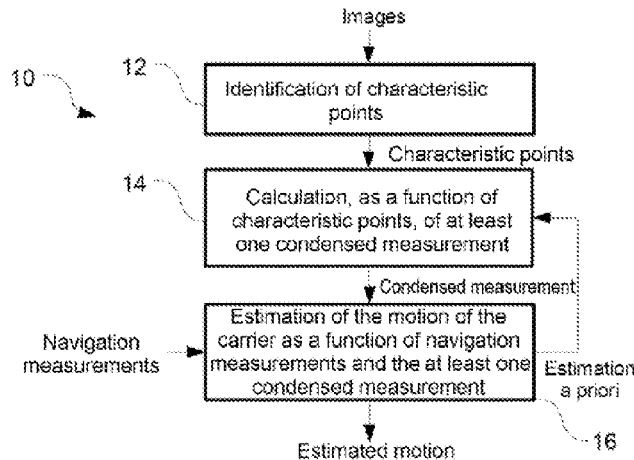 Images
10
12
Identification of characteristic
points
Characteristic points
14
Calculation, as a function of
characteristic points, of at least
one condensed measurement
Condensed measurement
Navigation
measurements
Estimation of the motion of the
carrier as a function of navigation
measurements and the at least one
condensed measurement
Estimation
a priori
16
Estimated motion